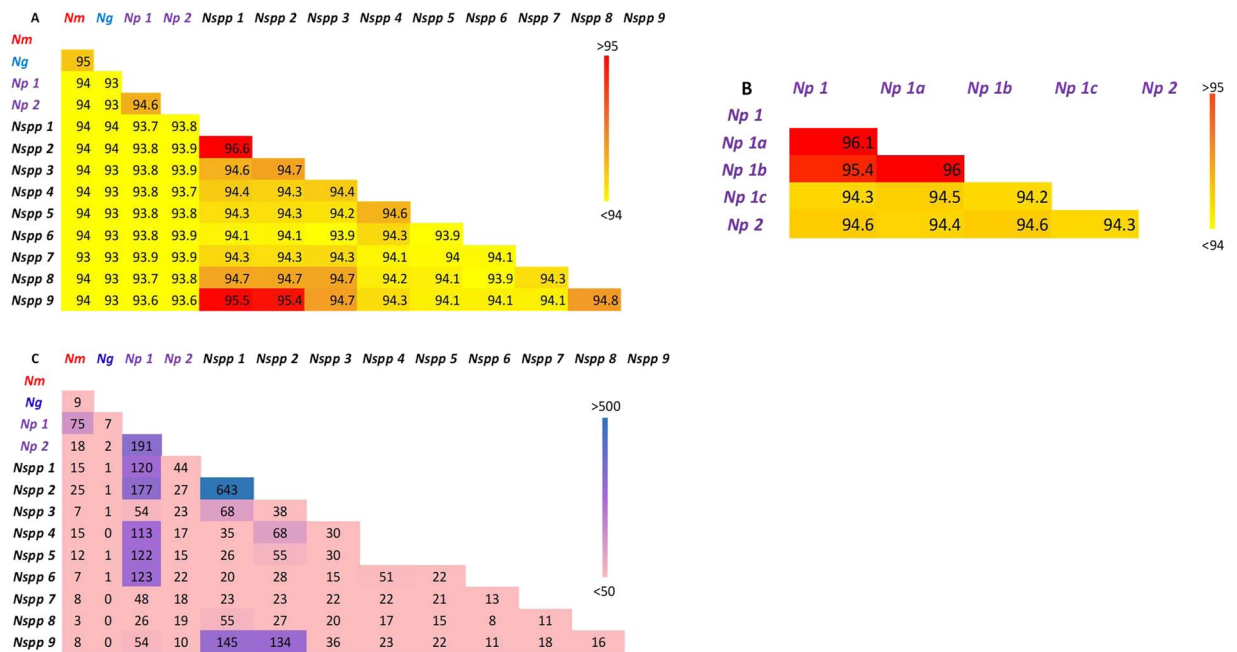 A Nm Ng Np 1 Np 2 Nspp 1 Nspp 2 Nspp 3 Nspp 4 Nspp 5 Nspp 6 Nspp 7 Nspp 8 Nspp 9
Nm
Ng 95
Np 1 94 93
Np 2 94 93 94.6
Nspp 1 94 94 93.7 93.8
Nspp 2 94 94 93.8 93.9 96.6
Nspp 3 94 93 93.8 93.9 94.6 94.7
Nspp 4 94 93 93.8 93.7 94.4 94.3 94.4
Nspp 5 94 93 93.8 93.8 94.3 94.3 94.2 94.6
Nspp 6 94 93 93.8 93.9 94.1 94.1 93.9 94.3 93.9
Nspp 7 93 93 93.9 93.9 94.3 94.3 94.3 94.1 94 94.1
Nspp 8 94 93 93.7 93.8 94.7 94.7 94.7 94.2 94.1 93.9 94.3
Nspp 9 94 93 93.6 93.6 95.5 95.4 94.7 94.3 94.1 94.1 94.1 94.8
>95
<94
B Np 1 Np 1a Np 1b Np 1c Np 2
Np 1
Np 1a 96.1
Np 1b 95.4 96
Np 1c 94.3 94.5 94.2
Np 2 94.6 94.4 94.6 94.3
>95
<94
C Nm Ng Np 1 Np 2 Nspp 1 Nspp 2 Nspp 3 Nspp 4 Nspp 5 Nspp 6 Nspp 7 Nspp 8 Nspp 9
Nm
Ng 9
Np 1 75 7
Np 2 18 2 191
Nspp 1 15 1 120 44
Nspp 2 25 1 177 27 643
Nspp 3 7 1 54 23 68 38
Nspp 4 15 0 113 17 35 68 30
Nspp 5 12 1 122 15 26 55 30
Nspp 6 7 1 123 22 20 28 15 51 22
Nspp 7 8 0 48 18 23 23 22 22 21 13
Nspp 8 3 0 26 19 55 27 20 17 15 8 11
Nspp 9 8 0 54 10 145 134 36 23 22 11 18 16
>500
<50